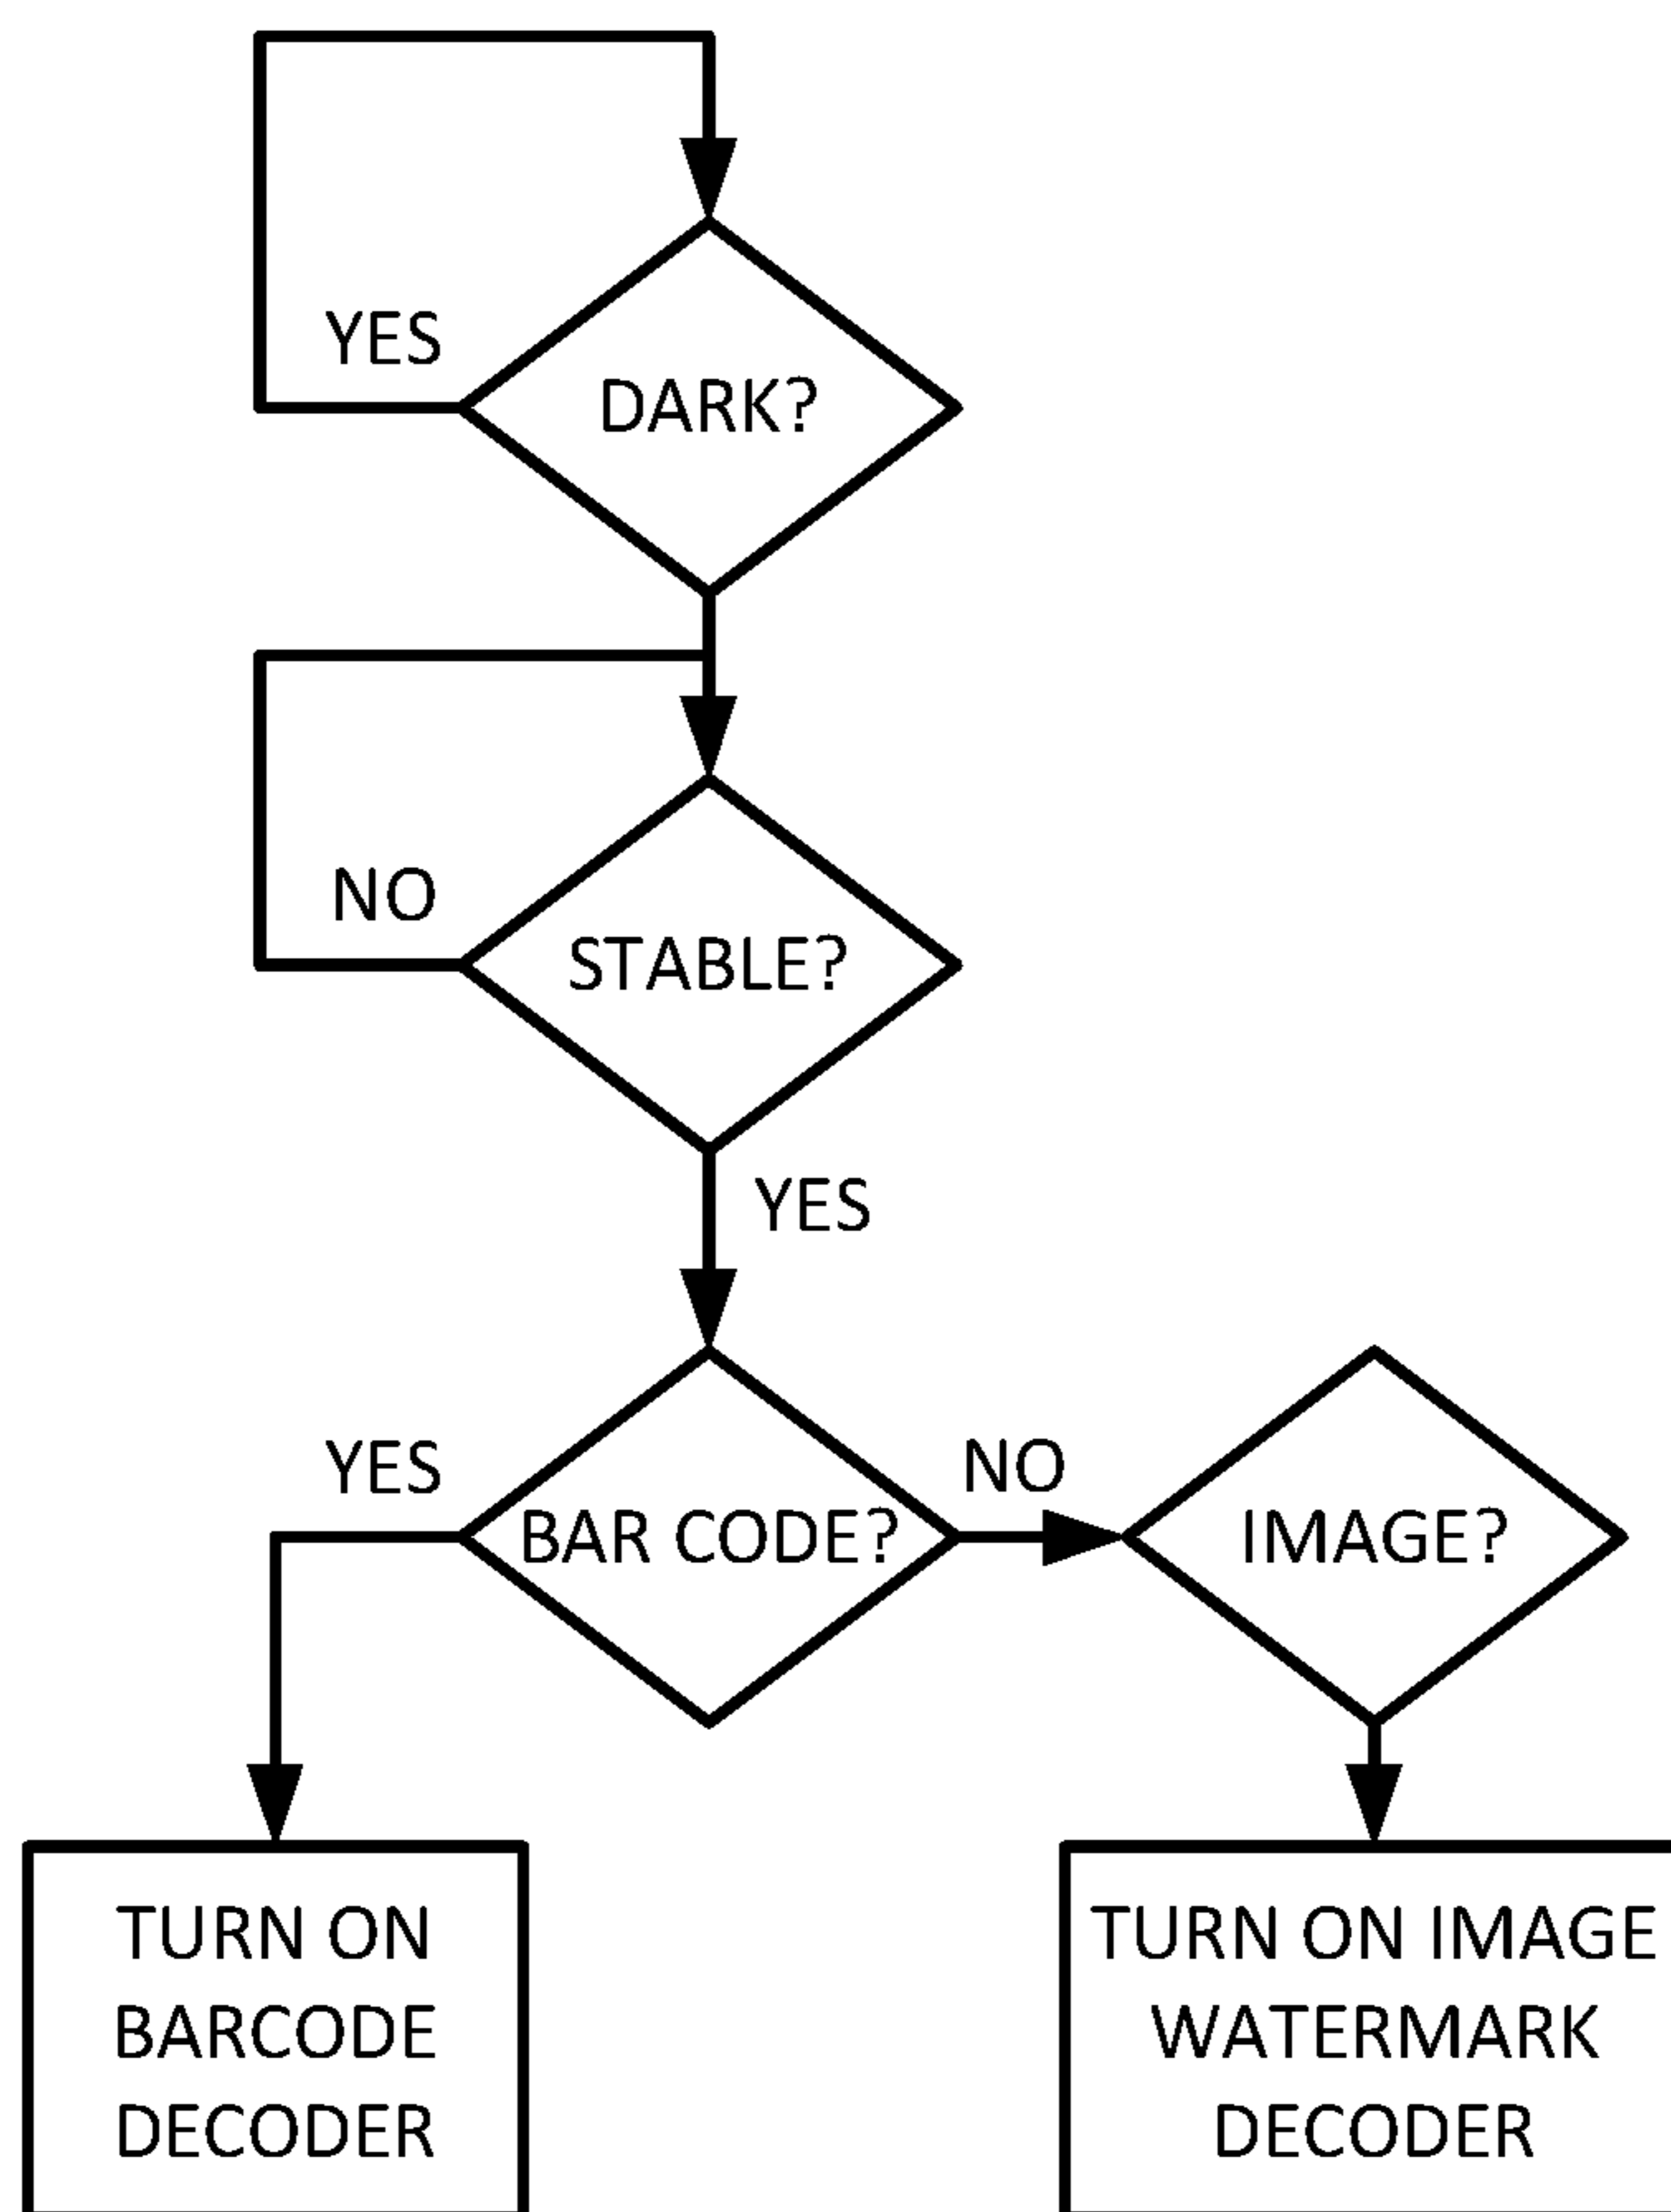 YES
DARK?
NO
STABLE?
YES
YES
NO
BAR CODE?
IMAGE?
TURN ON
BARCODE
DECODER
TURN ON IMAGE
WATERMARK
DECODER